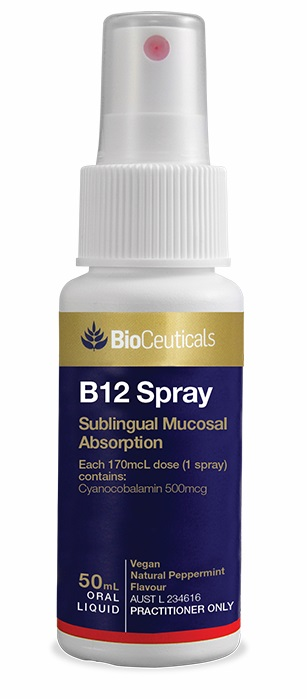 BioCeuticals
B12 Spray
Sublingual Mucosal
Absorption
Each 170mcL dose (1 spray)
contains:
Cyanocobalamin 500mcg
50mL
ORAL
LIQUID
Vegan
Natural Peppermint
Flavour
AUST L 234616
PRACTITIONER ONLY